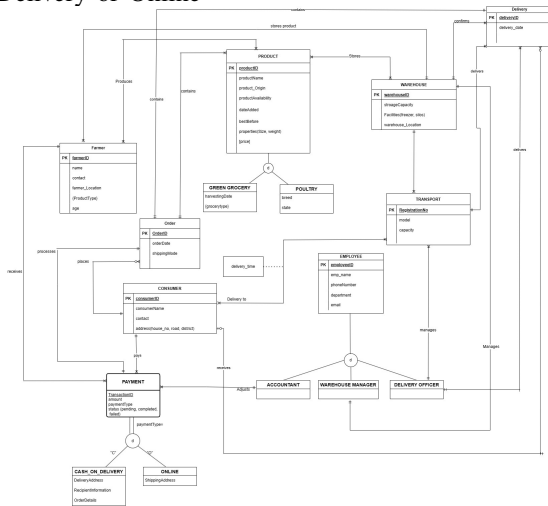 Delivery or Online
contains
Delivery
PK deliveryID
delivery_date
confirms
stores product
PRODUCT
PK productID
productName
product_Origin
productAvailability
dateAdded
bestBefore
properties(Size, weight)
{price}
Stores
WAREHOUSE
PK warehouseID
storageCapacity
Facilities(freezer, silos)
warehouse_Location
Produces
contains
contains
delivers
delivers
Farmer
PK farmerID
name
contact
farmer_Location
{ProductType}
age
d
GREEN GROCERY
harvestingDate
{grocerytype}
POULTRY
breed
state
TRANSPORT
PK RegistrationNo
model
capacity
Order
PK OrderID
orderDate
shippingMode
processes
places
receives
delivery_time
EMPLOYEE
PK employeeID
emp_name
phoneNumber
department
email
CONSUMER
PK consumerID
consumerName
contact
address(house_no, road, district)
Delivery to
manages
Manages
pays
receives
d
PAYMENT
TransactionID
amount
paymentType
status (pending, completed,
failed)
Adjusts
ACCOUNTANT
WAREHOUSE MANAGER
DELIVERY OFFICER
paymentType=
d
"C"
"O"
CASH_ON_DELIVERY
DeliveryAddress
RecipientInformation
OrderDetails
ONLINE
ShippingAddress